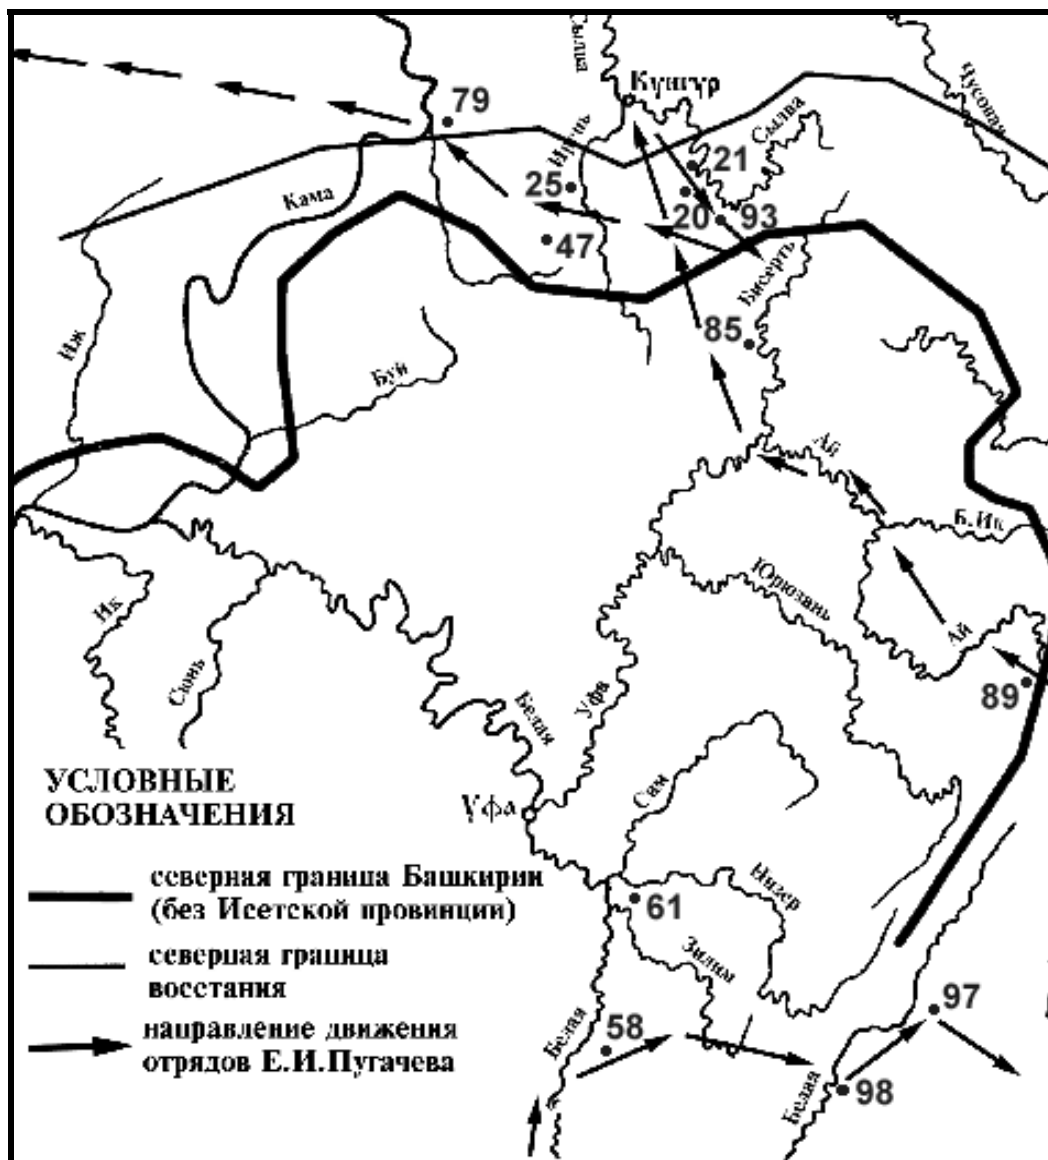 Сылва
Кунгур
Чусовая
79
Ирень
Сылва
21
25
Кама
20
93
47
Бисерть
85
Иж
Буй
Ай
Б. Ик
Юрюзань
Ик
Ай
Сюнь
89
Уфа
Белая
УСЛОВНЫЕ
ОБОЗНАЧЕНИЯ
Сим
Уфа
северная граница Башкирии
(без Исетской провинции)
Инзер
61
северная граница
восстания
Зилим
97
направление движения
отрядов Е.И.Пугачева
Белая
58
Белая
98